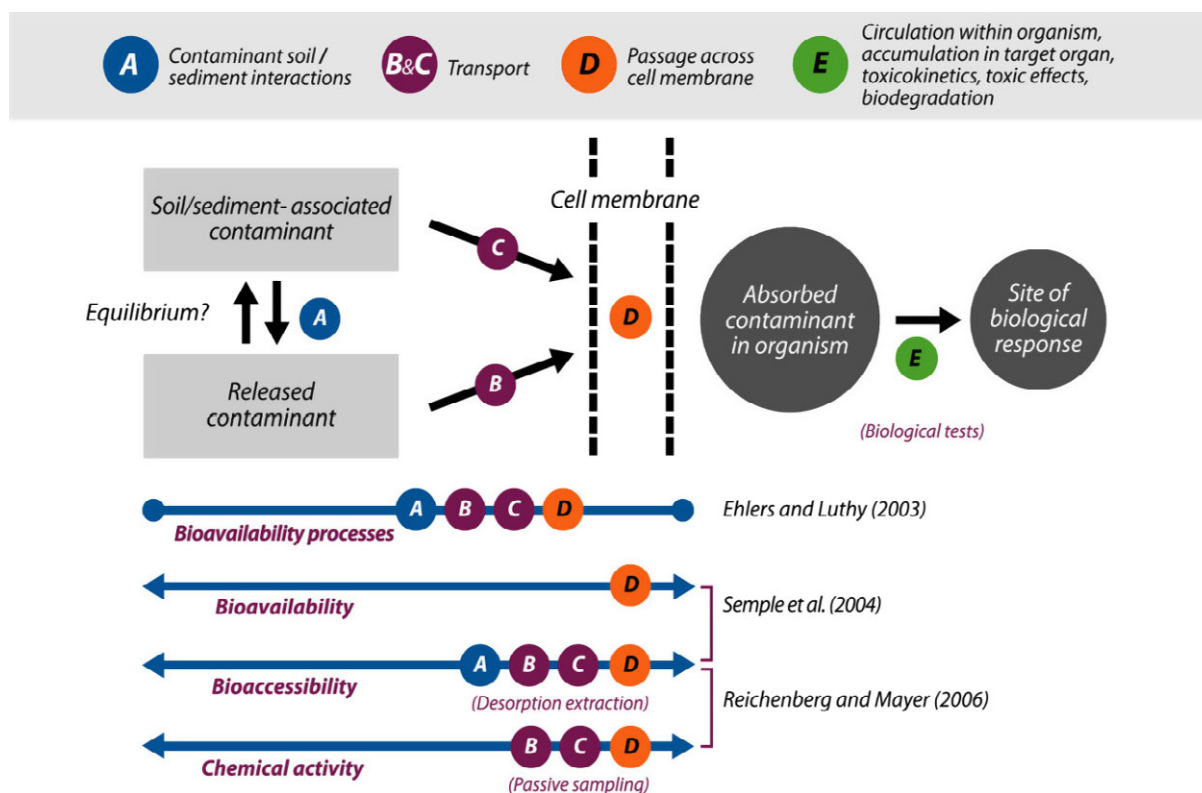 A
Contaminant soil /
sediment interactions
B&C
Transport
D
Passage across
cell membrane
E
Circulation within organism,
accumulation in target organ,
toxicokinetics, toxic effects,
biodegradation
Soil/sediment- associated
contaminant
C
Cell membrane
Equilibrium?
A
D
Absorbed
contaminant
in organism
E
Site of
biological
response
Released
contaminant
B
(Biological tests)
A B C D
Bioavailability processes
Ehlers and Luthy (2003)
D
Bioavailability
Semple et al. (2004)
A B C D
Bioaccessibility
(Desorption extraction)
Reichenberg and Mayer (2006)
B C D
Chemical activity
(Passive sampling)